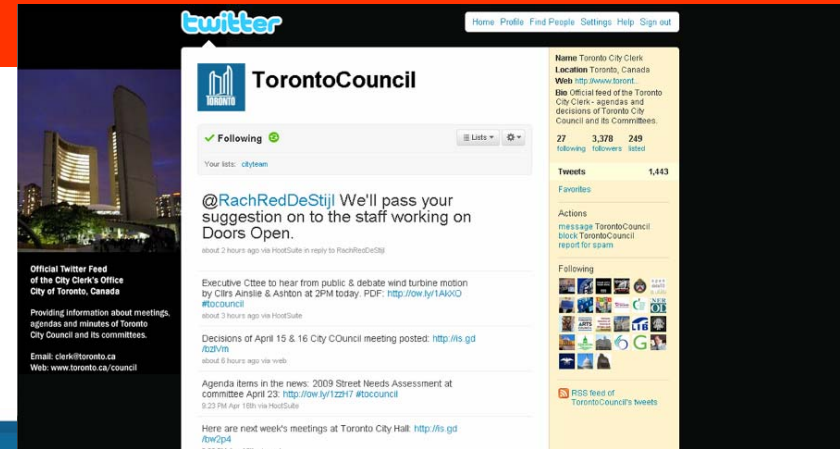 twitter
Home Profile Find People Settings Help Sign out
TORONTO
TorontoCouncil
Following
Lists
Your lists: cityteam
@RachRedDeStijl We'll pass your
suggestion on to the staff working on
Doors Open.
about 2 hours ago via HootSuite in reply to RachRedDeStijl
Executive Cttee to hear from public & debate wind turbine motion
by Cllrs Ainslie & Ashton at 2PM today. PDF: http://ow.ly/1AkKO
#tocouncil
about 3 hours ago via HootSuite
Decisions of April 15 & 16 City COuncil meeting posted: http://is.gd
/bzlVm
about 6 hours ago via web
Agenda items in the news: 2009 Street Needs Assessment at
committee April 23: http://ow.ly/1zzH7 #tocouncil
9:23 PM Apr 18th via HootSuite
Here are next week's meetings at Toronto City Hall: http://is.gd
/bw2p4
Official Twitter Feed
of the City Clerk's Office
City of Toronto, Canada
Providing information about meetings,
agendas and minutes of Toronto
City Council and its committees.
Email: clerk@toronto.ca
Web: www.toronto.ca/council
Name Toronto City Clerk
Location Toronto, Canada
Web http://www.toront...
Bio Official feed of the Toronto
City Clerk - agendas and
decisions of Toronto City
Council and its Committees.
27 3,378 249
following followers listed
Tweets 1,443
Favorites
Actions
message TorontoCouncil
block TorontoCouncil
report for spam
Following
RSS feed of
TorontoCouncil's tweets